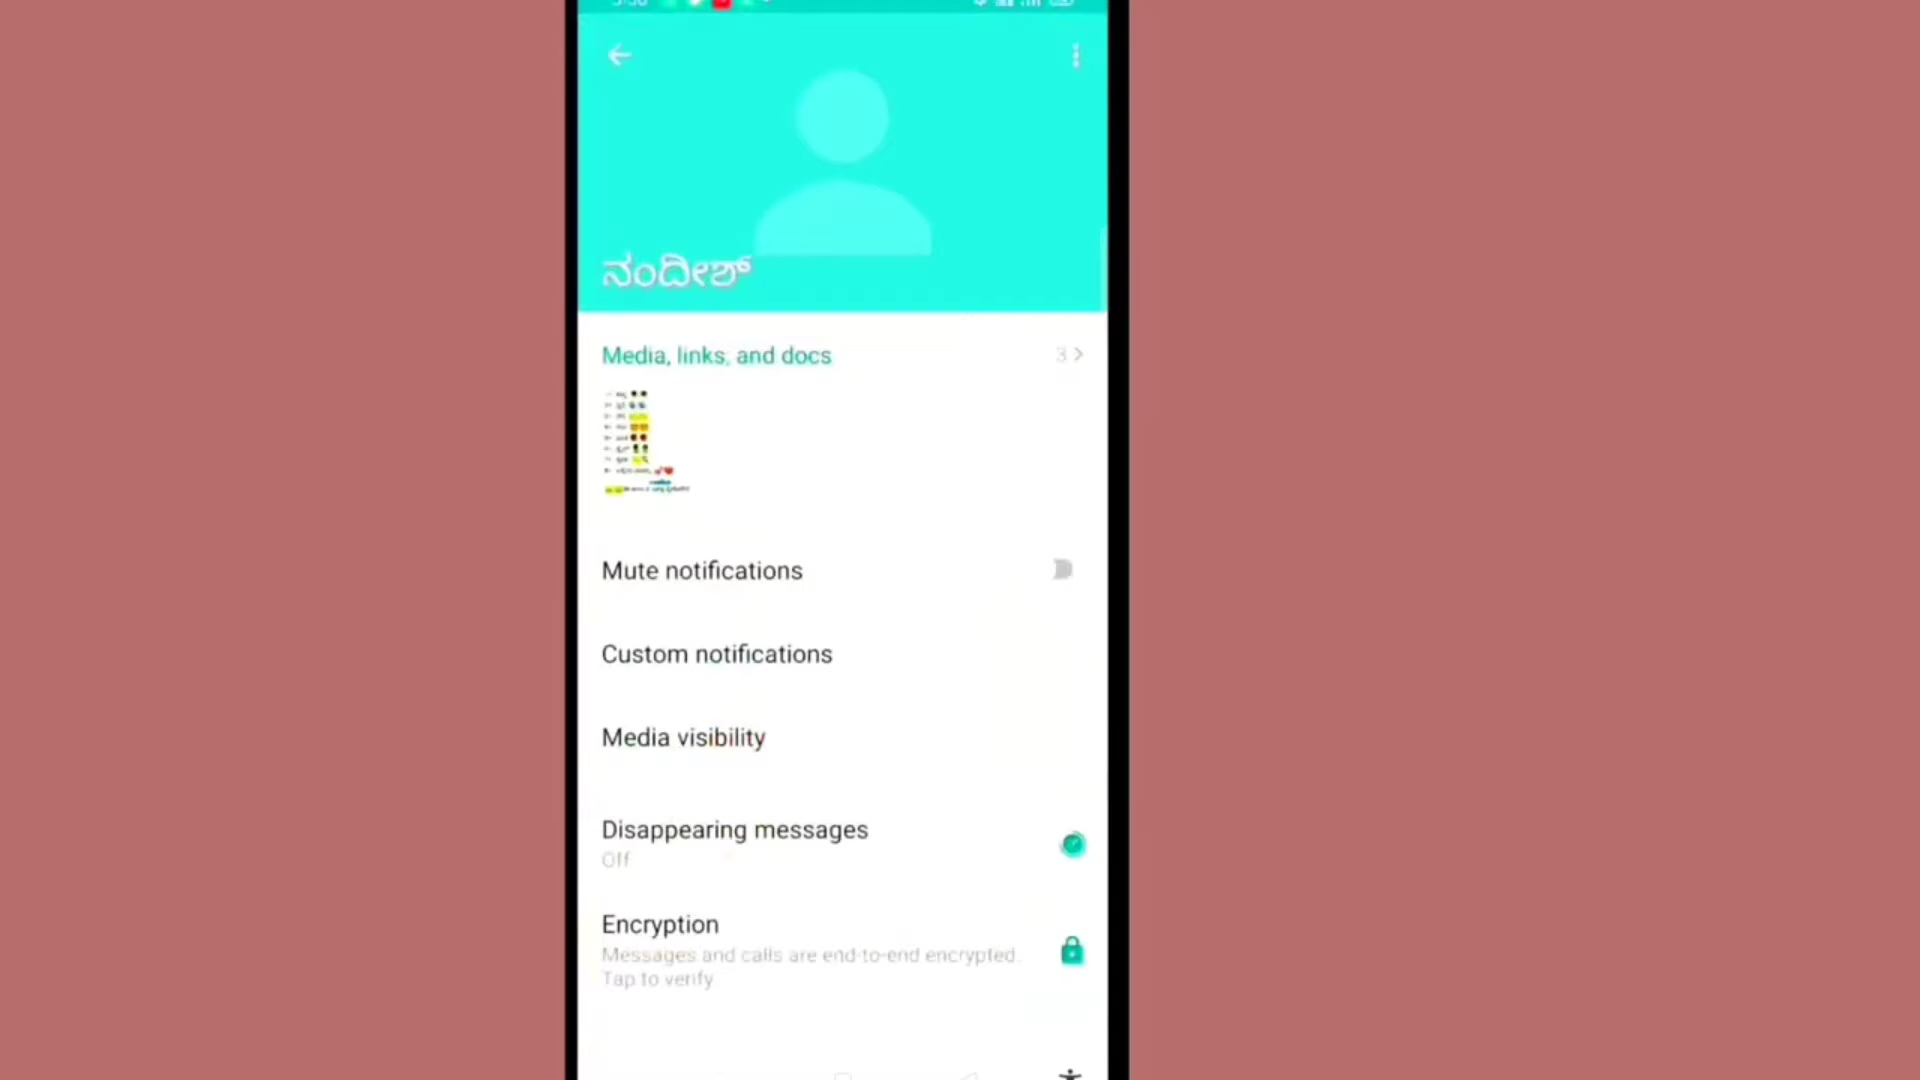 ನಂದೀಶ್
Media, links, and docs 3
Mute notifications
Custom notifications
Media visibility
Disappearing messages
Off
Encryption
Messages and calls are end-to-end encrypted.
Tap to verify